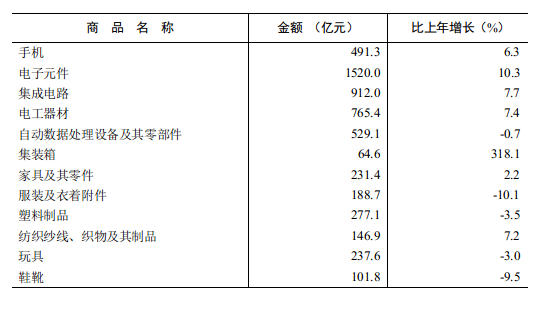 商 品 名 称 金额 （亿元） 比上年增长（%）
手机 491.3 6.3
电子元件 1520.0 10.3
集成电路 912.0 7.7
电工器材 765.4 7.4
自动数据处理设备及其零部件 529.1 -0.7
集装箱 64.6 318.1
家具及其零件 231.4 2.2
服装及衣着附件 188.7 -10.1
塑料制品 277.1 -3.5
纺织纱线、织物及其制品 146.9 7.2
玩具 237.6 -3.0
鞋靴 101.8 -9.5